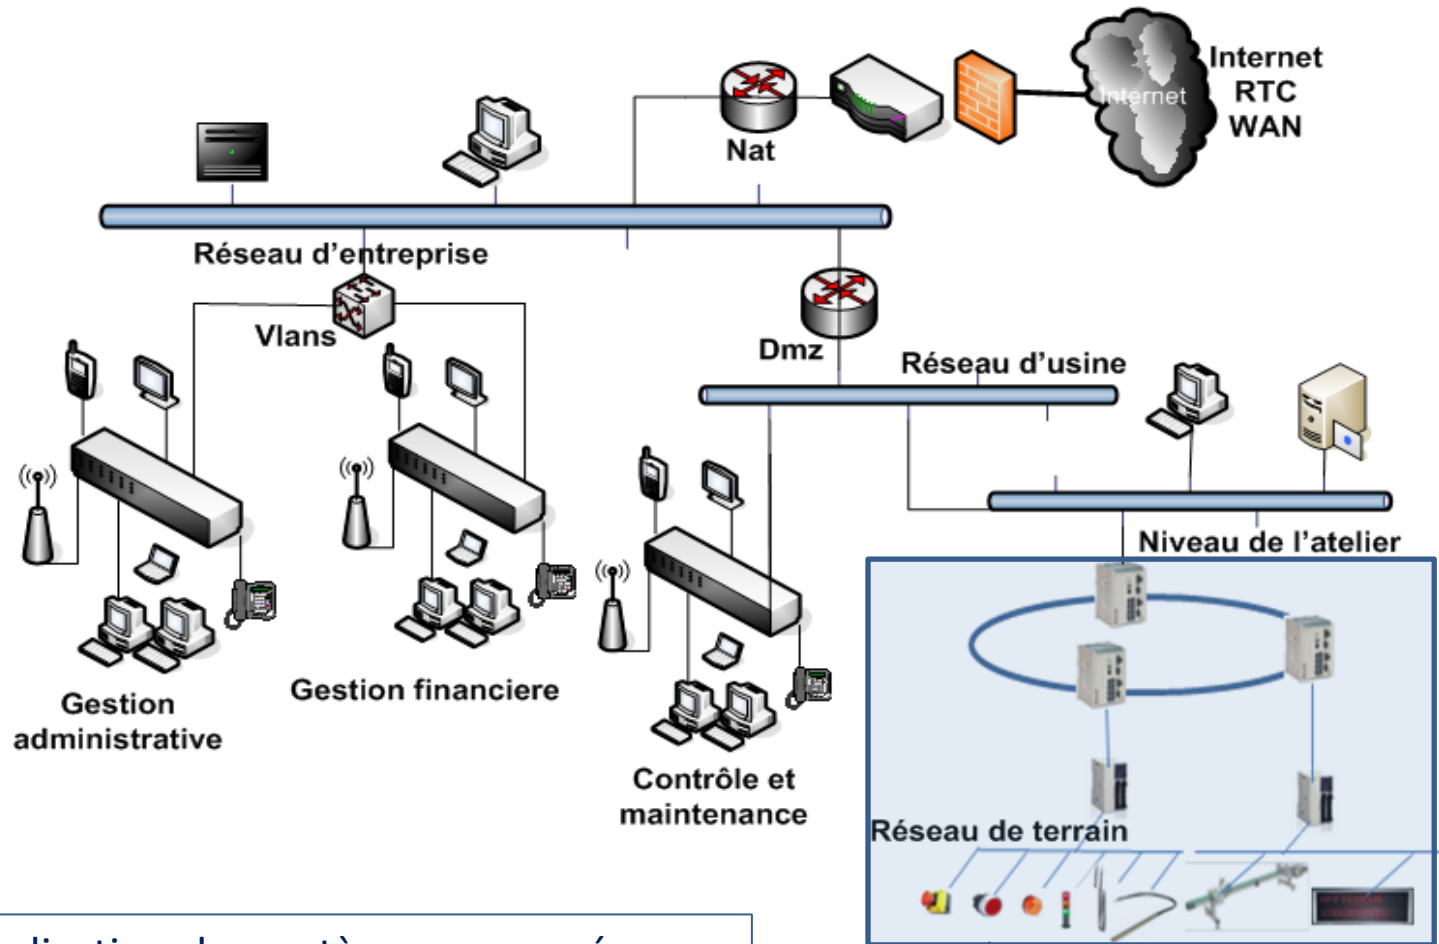 Internet
RTC
WAN
Internet
Nat
Réseau d'entreprise
Vlans
Dmz
Réseau d'usine
Niveau de l'atelier
Gestion
administrative
Gestion financiere
Contrôle et
maintenance
Réseau de terrain